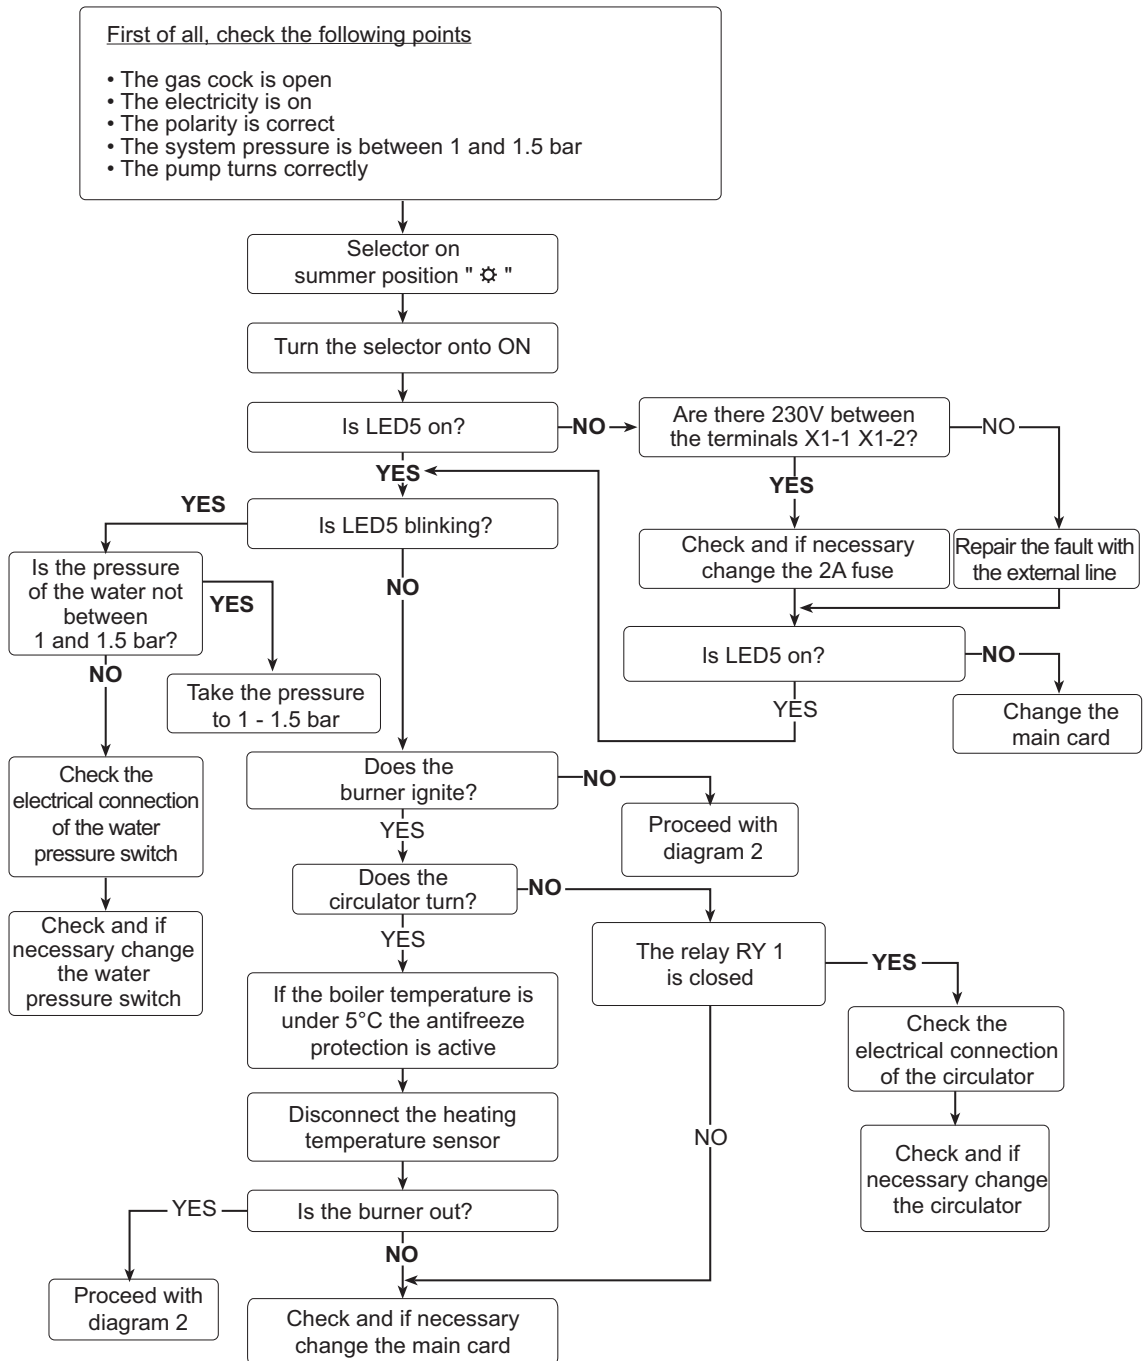 First of all, check the following points
• The gas cock is open
• The electricity is on
• The polarity is correct
• The system pressure is between 1 and 1.5 bar
• The pump turns correctly
Selector on
summer position " ☼ "
Turn the selector onto ON
Is LED5 on?
NO
Are there 230V between
the terminals X1-1 X1-2?
NO
YES
YES
YES
Is LED5 blinking?
Check and if necessary
change the 2A fuse
Repair the fault with
the external line
Is the pressure
of the water not
between
1 and 1.5 bar?
YES
NO
NO
Is LED5 on?
NO
Take the pressure
to 1 - 1.5 bar
YES
Change the
main card
Check the
electrical connection
of the water
pressure switch
Does the
burner ignite?
NO
YES
Proceed with
diagram 2
Does the
circulator turn?
NO
Check and if
necessary change
the water
pressure switch
YES
The relay RY 1
is closed
YES
If the boiler temperature is
under 5°C the antifreeze
protection is active
Check the
electrical connection
of the circulator
Disconnect the heating
temperature sensor
NO
Check and if
necessary change
the circulator
Is the burner out?
YES
NO
Proceed with
diagram 2
Check and if necessary
change the main card